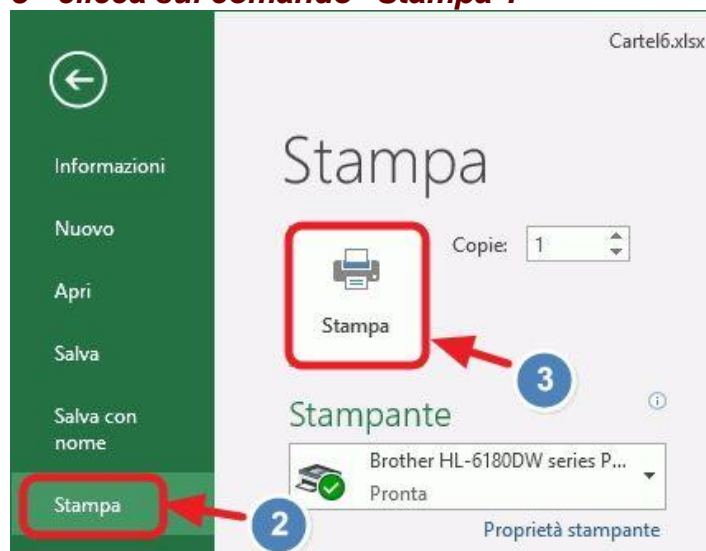 Cartel6.xlsx
Informazioni
Nuovo
Apri
Salva
Salva con
nome
Stampa
2
Stampa
Stampa
Copie: 1
3
Stampante
Brother HL-6180DW series P...
Pronta
Proprietà stampante